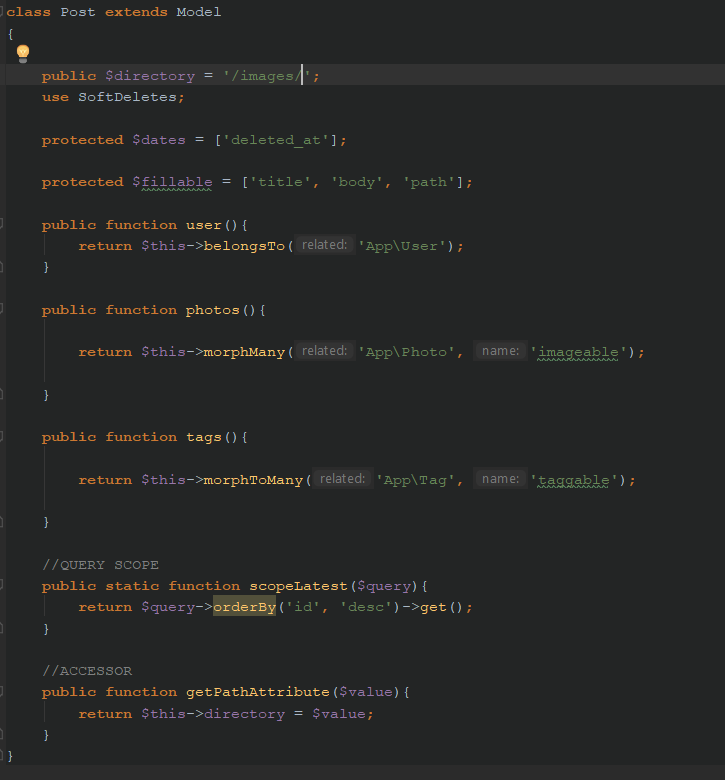 class Post extends Model
{
public $directory = '/images/';
use SoftDeletes;
protected $dates = ['deleted_at'];
protected $fillable = ['title', 'body', 'path'];
public function user(){
return $this->belongsTo( related: 'App\User');
}
public function photos(){
return $this->morphMany( related: 'App\Photo', name: 'imageable');
}
public function tags(){
return $this->morphToMany( related: 'App\Tag', name: 'taggable');
}
//QUERY SCOPE
public static function scopeLatest($query){
return $query->orderBy('id', 'desc')->get();
}
//ACCESSOR
public function getPathAttribute($value){
return $this->directory = $value;
}
}